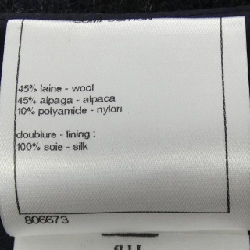 45% laine - wool
45% alpaga - alpaca
10% polyamide - nylon
doublure - lining :
100% soie - silk
806673